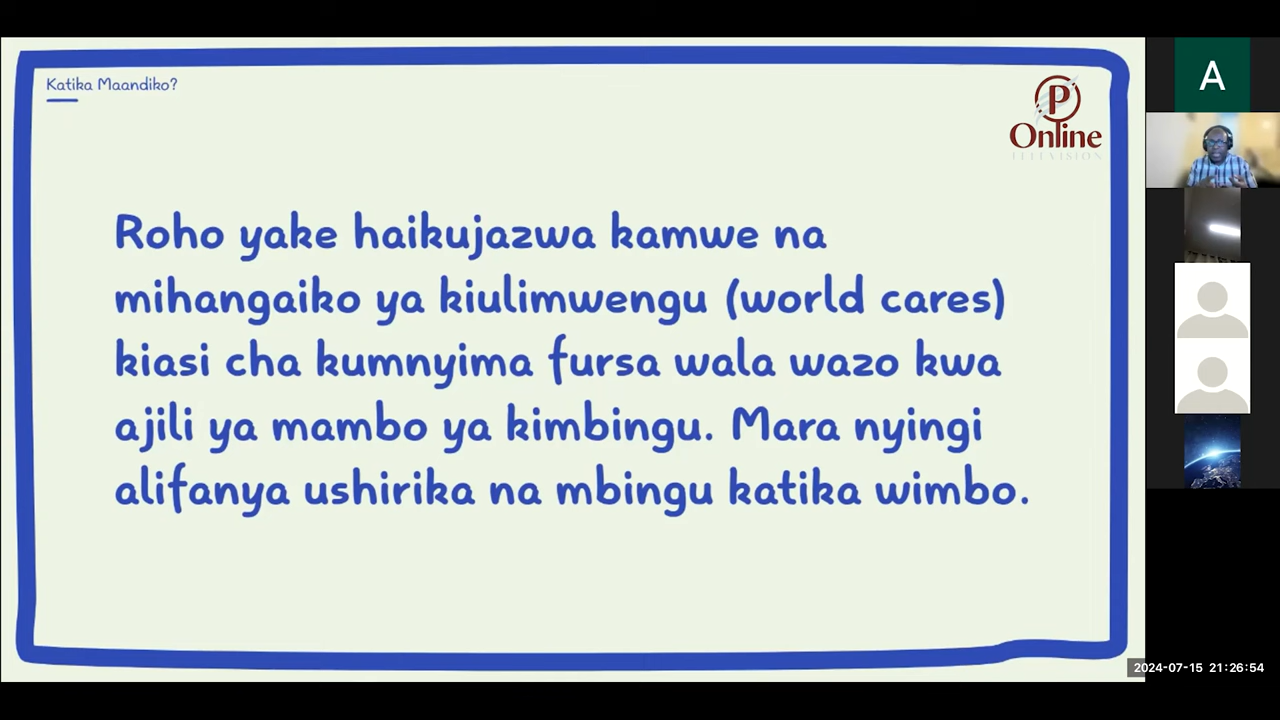 Katika Maandiko?
P
Online
TELEVISION
Roho yake haikujazwa kamwe na
mihangaiko ya kiulimwengu (world cares)
kiasi cha kumnyima fursa wala wazo kwa
ajili ya mambo ya kimbingu. Mara nyingi
alifanya ushirika na mbingu katika wimbo.
A
2024-07-15 21:26:54